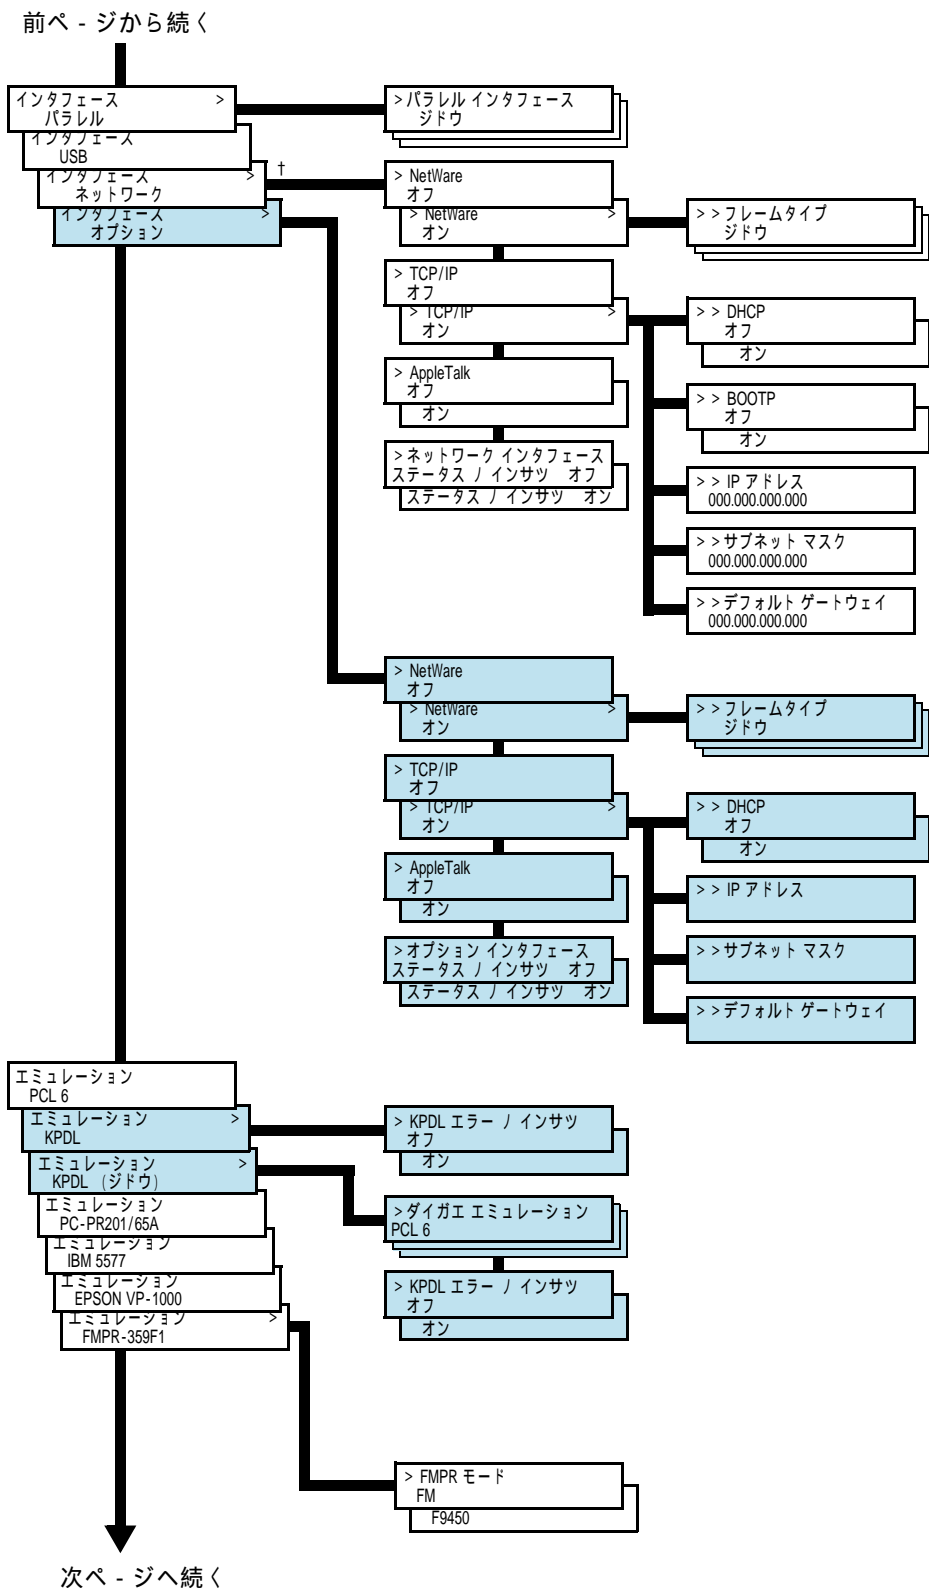 前ペ - ジから続く
インタフェース >
パラレル
インタフェース
USB
インタフェース > †
ネットワーク
インタフェース >
オプション
>パラレル インタフェース
ジドウ
> NetWare
オフ
> NetWare >
オン
> >フレームタイプ
ジドウ
> TCP/IP
オフ
> TCP/IP >
オン
> > DHCP
オフ
オン
> > BOOTP
オフ
オン
> > IP アドレス
000.000.000.000
> >サブネット マスク
000.000.000.000
> >デフォルト ゲートウェイ
000.000.000.000
> AppleTalk
オフ
オン
>ネットワーク インタフェース
ステータス ノ インサツ オフ
ステータス ノ インサツ オン
> NetWare
オフ
> NetWare >
オン
> >フレームタイプ
ジドウ
> TCP/IP
オフ
> TCP/IP >
オン
> > DHCP
オフ
オン
> > IP アドレス
> >サブネット マスク
> >デフォルト ゲートウェイ
> AppleTalk
オフ
オン
>オプション インタフェース
ステータス ノ インサツ オフ
ステータス ノ インサツ オン
エミュレーション
PCL 6
エミュレーション >
KPDL
エミュレーション >
KPDL (ジドウ)
エミュレーション
PC-PR201/65A
エミュレーション
IBM 5577
エミュレーション
EPSON VP-1000
エミュレーション >
FMPR-359F1
> KPDL エラー ノ インサツ
オフ
オン
>ダイガエ エミュレーション
PCL 6
> KPDL エラー ノ インサツ
オフ
オン
> FMPR モード
FM
F9450
次ペ - ジへ続く